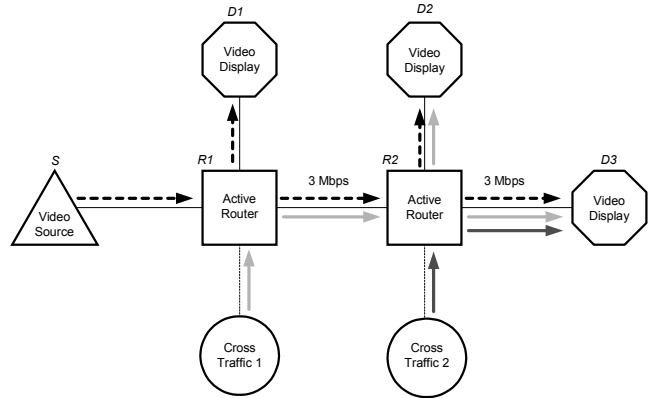 D1
D2
Video
Display
Video
Display
S
R1
R2
D3
3 Mbps
3 Mbps
Video
Source
Active
Router
Active
Router
Video
Display
Cross
Traffic 1
Cross
Traffic 2